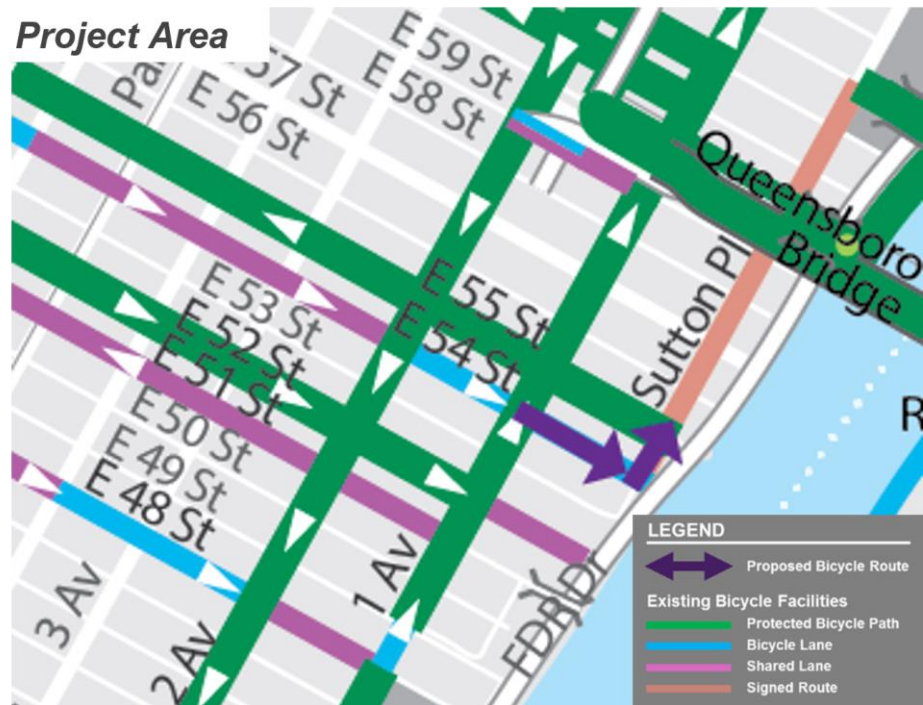 Project Area
E 59 St
E 58 St
57 St
E 56 St
Queensboro
Bridge
Sutton Pl
E 55 St
E 54 St
E 53 St
E 52 St
E 51 St
E 50 St
E 49 St
E 48 St
3 Av
2 Av
1 Av
FDR Dr
R
LEGEND
Proposed Bicycle Route
Existing Bicycle Facilities
Protected Bicycle Path
Bicycle Lane
Shared Lane
Signed Route